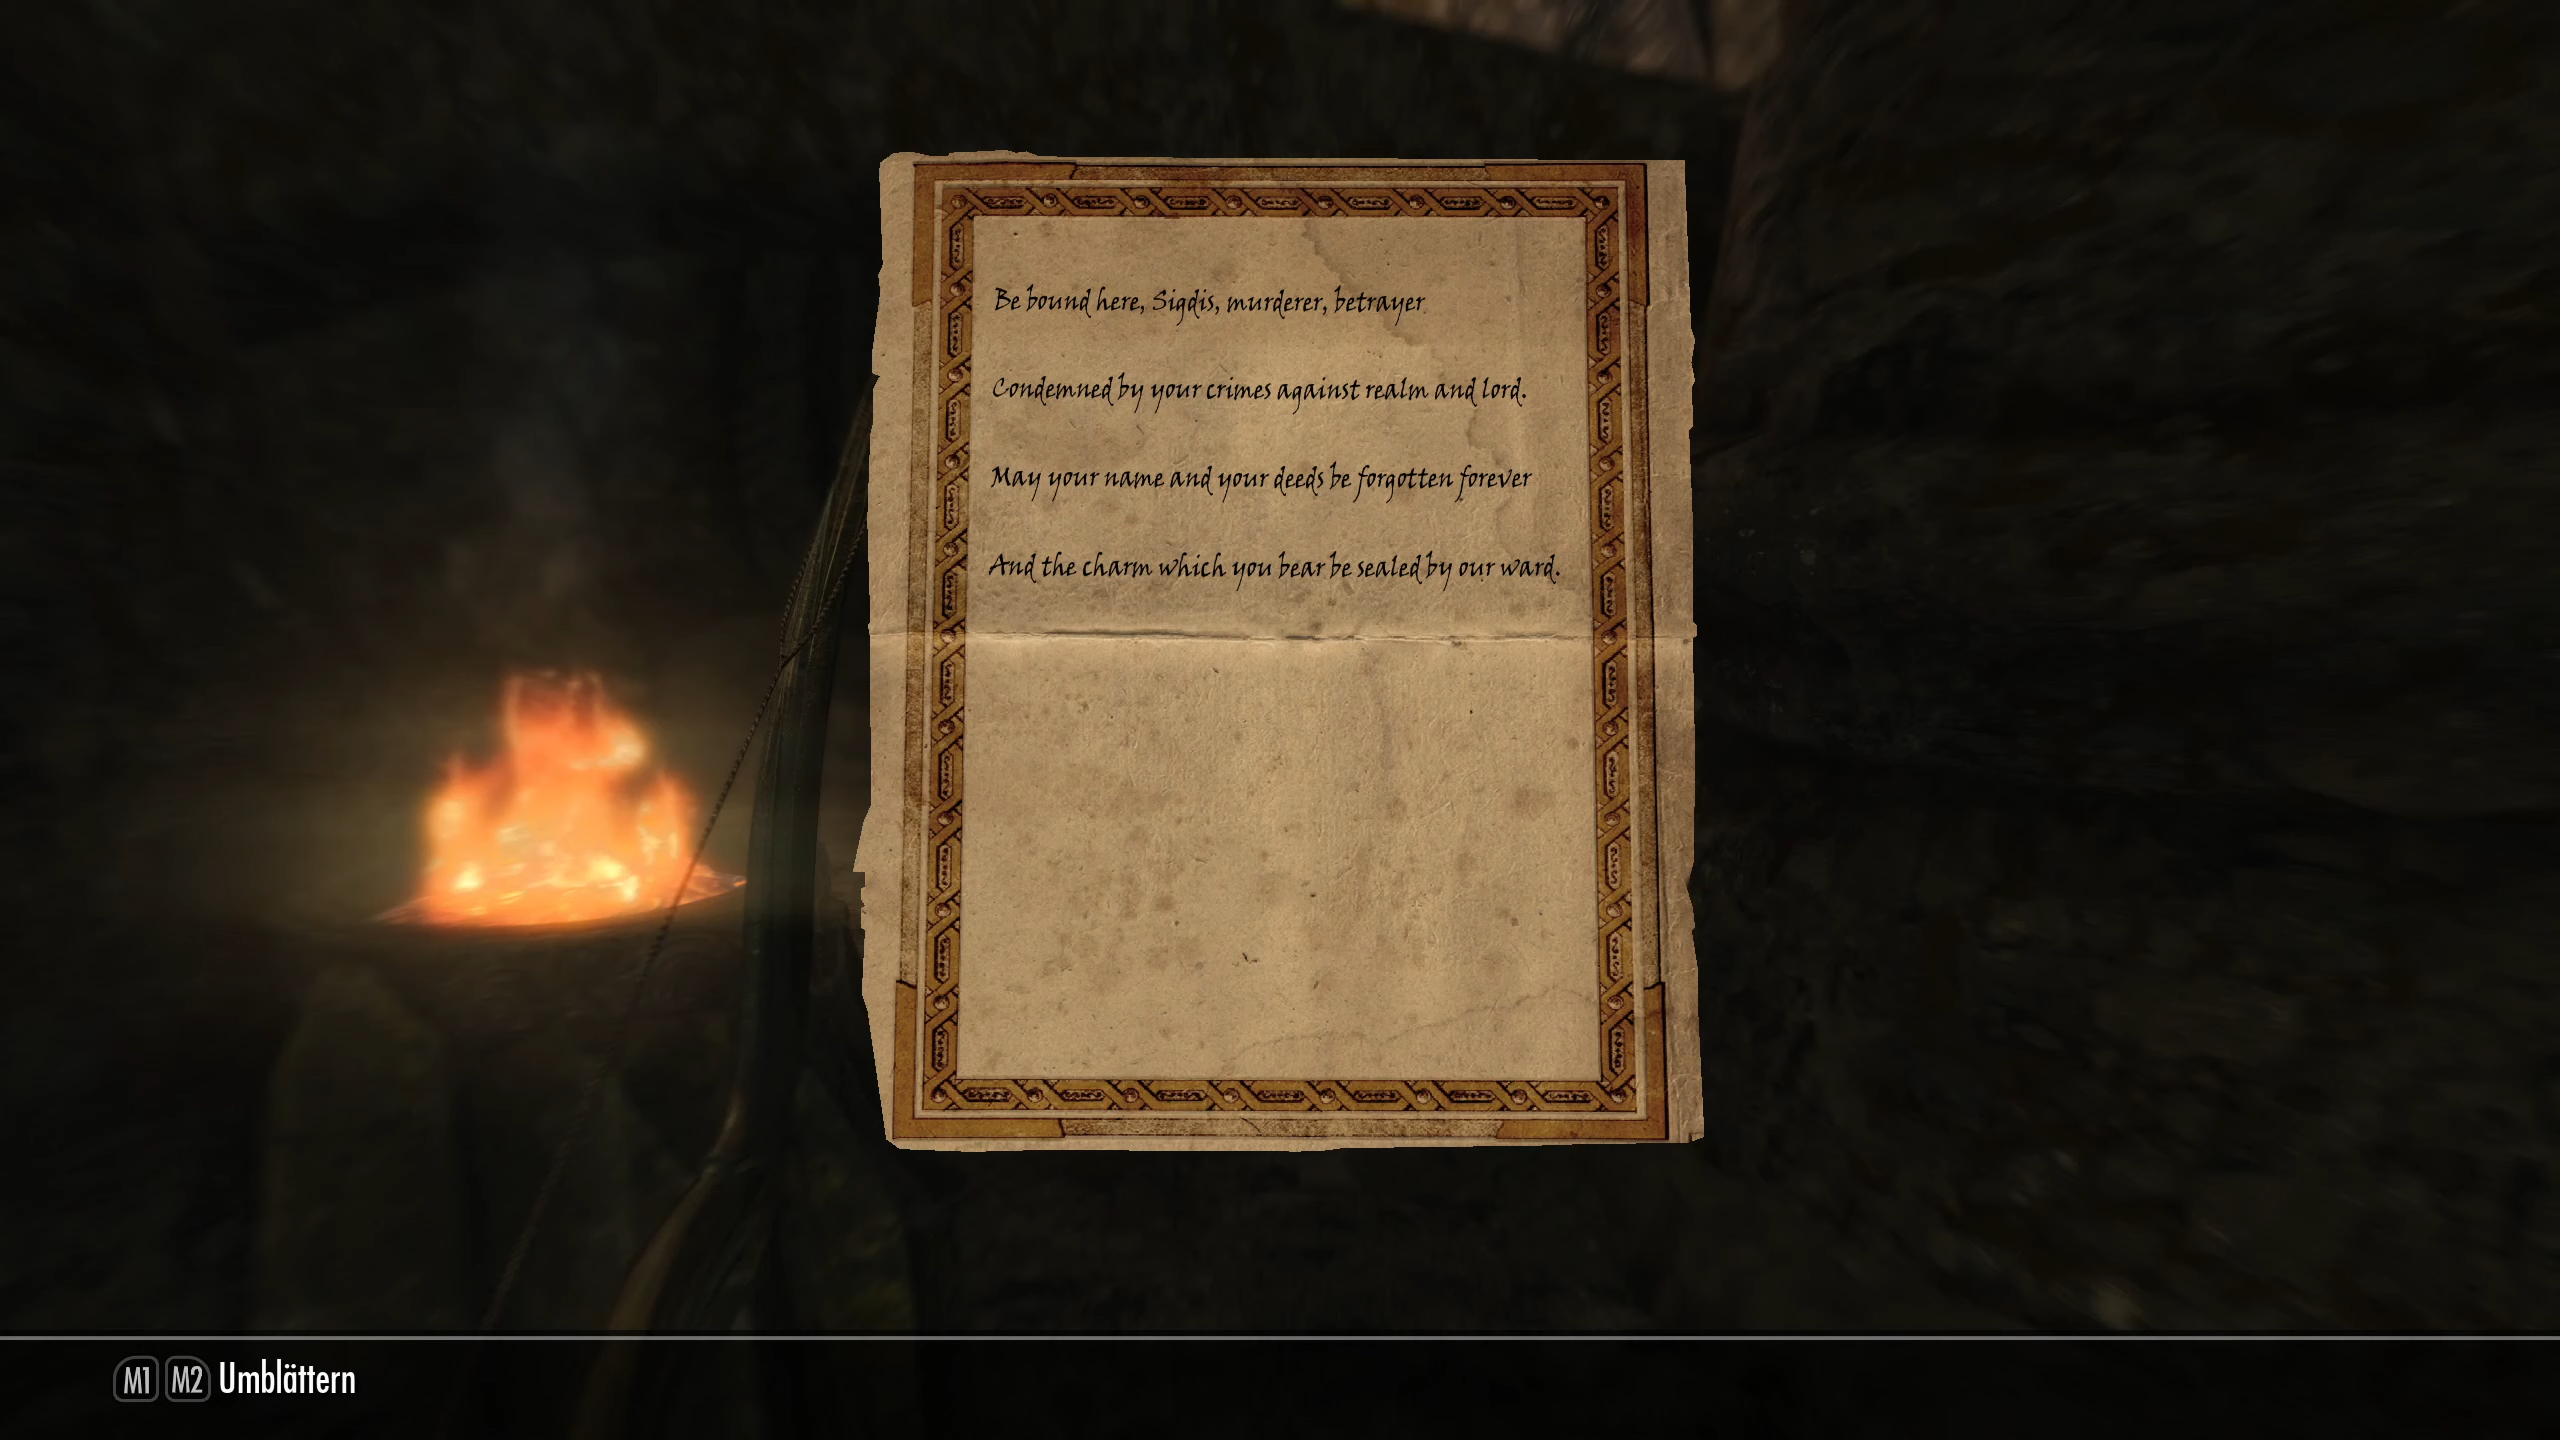 Be bound here, Sigdis, murderer, betrayer
Condemned by your crimes against realm and lord.
May your name and your deeds be forgotten forever
And the charm which you bear be sealed by our ward.
M1 M2 Umblättern